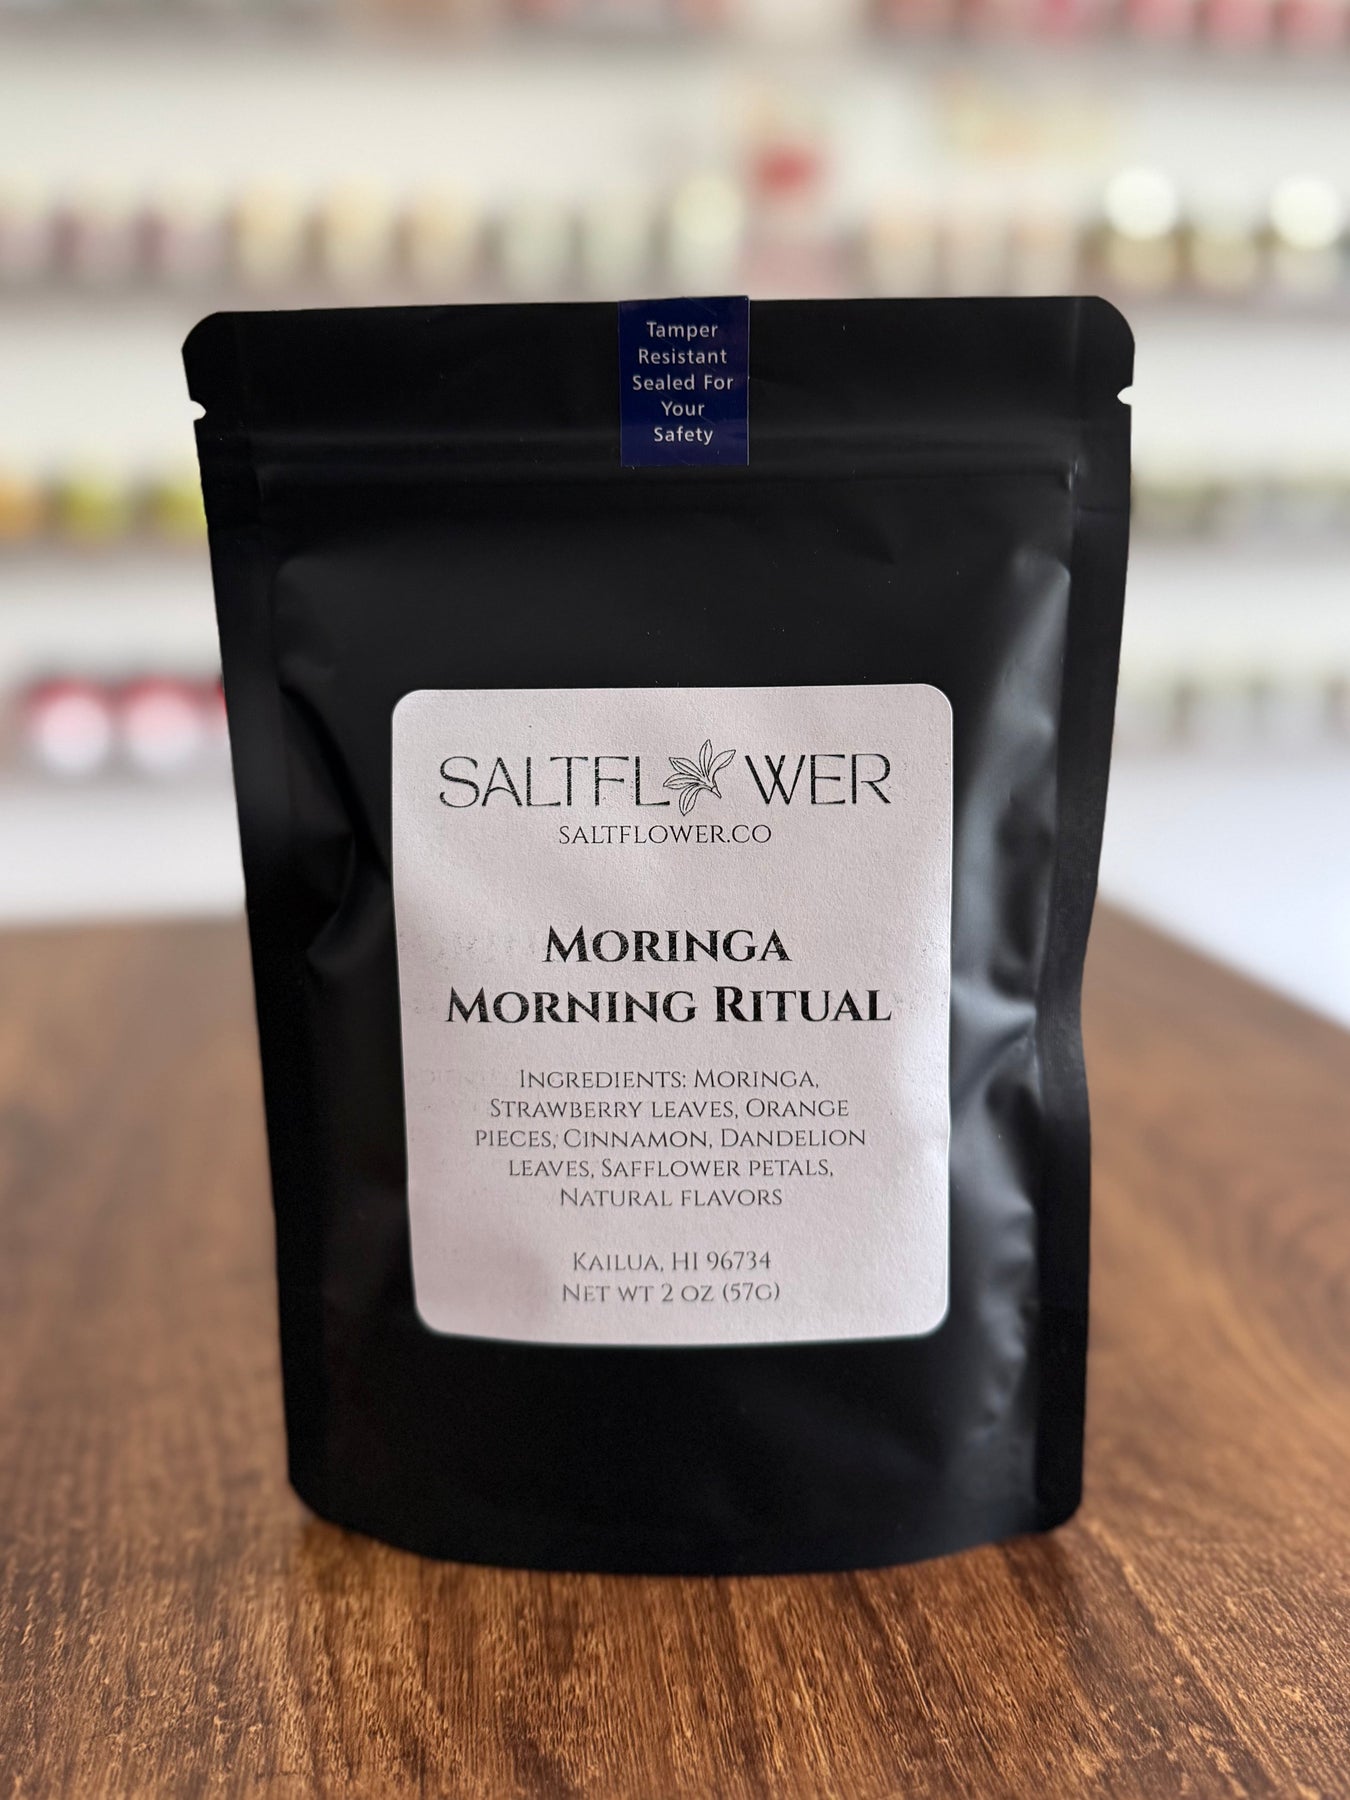 Tamper
Resistant
Sealed For
Your
Safety
SALTFLOWER
SALTFLOWER.CO
MORINGA
MORNING RITUAL
INGREDIENTS: MORINGA,
STRAWBERRY LEAVES, ORANGE
PIECES, CINNAMON, DANDELION
LEAVES, SAFFLOWER PETALS,
NATURAL FLAVORS
KAILUA, HI 96734
NET WT 2 OZ (57G)